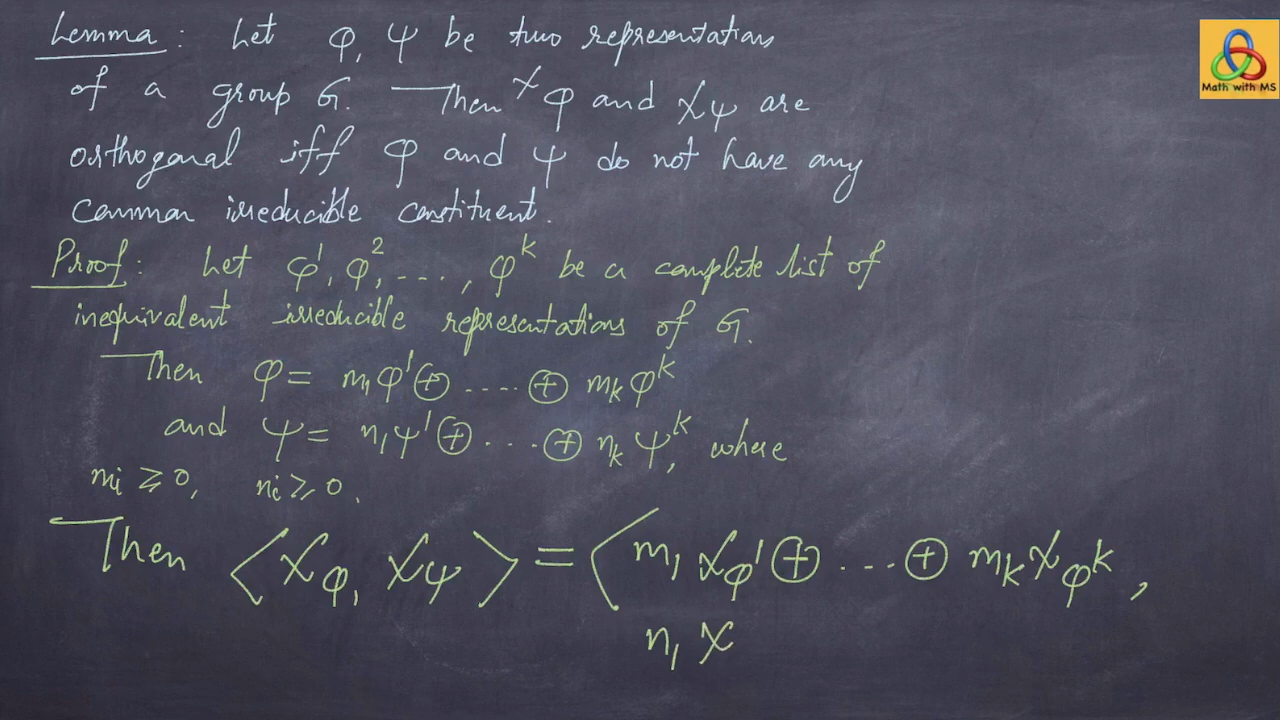 Lemma: Let φ, ψ be two representations
of a group G. Then χφ and χψ are
orthogonal iff φ and ψ do not have any
common irreducible constituent.
Proof: Let φ¹, φ², ..., φᵏ be a complete list of
inequivalent irreducible representations of G.
Then φ = m₁φ¹ ⊕ ..... ⊕ mₖφᵏ
and ψ = n₁ψ¹ ⊕ ... ⊕ nₖψᵏ, where
mᵢ ≥ 0, nᵢ ≥ 0.
Then ⟨χφ, χψ⟩ = ⟨m₁χφ¹ ⊕ ... ⊕ mₖχφᵏ,
n₁χ
Math with MS